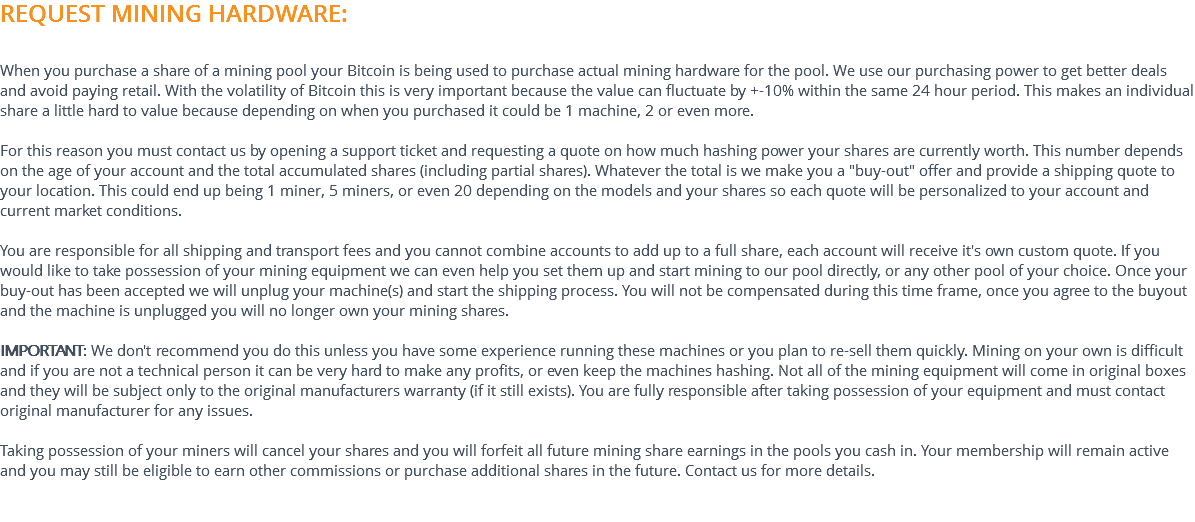 REQUEST MINING HARDWARE:
When you purchase a share of a mining pool your Bitcoin is being used to purchase actual mining hardware for the pool. We use our purchasing power to get better deals
and avoid paying retail. With the volatility of Bitcoin this is very important because the value can fluctuate by +-10% within the same 24 hour period. This makes an individual
share a little hard to value because depending on when you purchased it could be 1 machine, 2 or even more.
For this reason you must contact us by opening a support ticket and requesting a quote on how much hashing power your shares are currently worth. This number depends
on the age of your account and the total accumulated shares (including partial shares). Whatever the total is we make you a "buy-out" offer and provide a shipping quote to
your location. This could end up being 1 miner, 5 miners, or even 20 depending on the models and your shares so each quote will be personalized to your account and
current market conditions.
You are responsible for all shipping and transport fees and you cannot combine accounts to add up to a full share, each account will receive it's own custom quote. If you
would like to take possession of your mining equipment we can even help you set them up and start mining to our pool directly, or any other pool of your choice. Once your
buy-out has been accepted we will unplug your machine(s) and start the shipping process. You will not be compensated during this time frame, once you agree to the buyout
and the machine is unplugged you will no longer own your mining shares.
IMPORTANT: We don't recommend you do this unless you have some experience running these machines or you plan to re-sell them quickly. Mining on your own is difficult
and if you are not a technical person it can be very hard to make any profits, or even keep the machines hashing. Not all of the mining equipment will come in original boxes
and they will be subject only to the original manufacturers warranty (if it still exists). You are fully responsible after taking possession of your equipment and must contact
original manufacturer for any issues.
Taking possession of your miners will cancel your shares and you will forfeit all future mining share earnings in the pools you cash in. Your membership will remain active
and you may still be eligible to earn other commissions or purchase additional shares in the future. Contact us for more details.